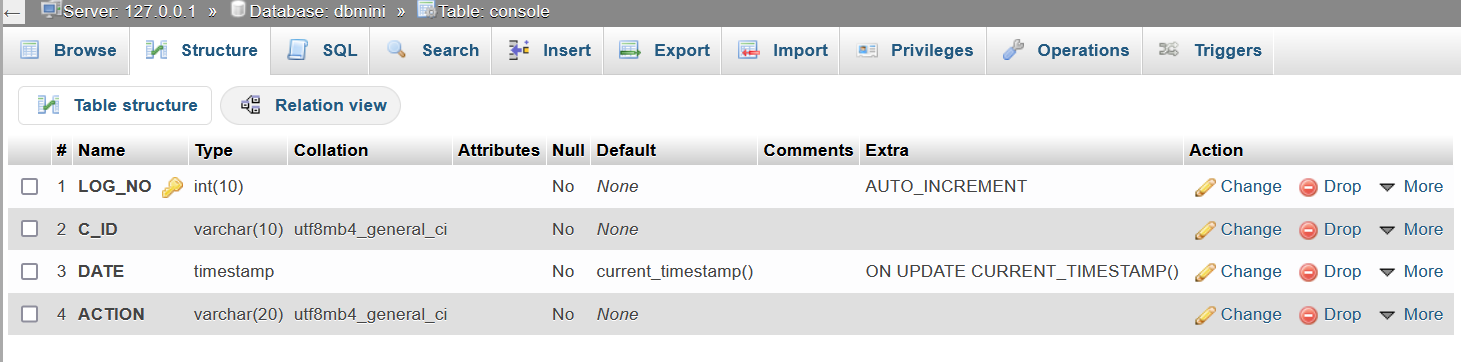 ← Server: 127.0.0.1 » Database: dbmini » Table: console
Browse Structure SQL Search Insert Export Import Privileges Operations Triggers
Table structure Relation view
# Name Type Collation Attributes Null Default Comments Extra Action
1 LOG_NO int(10) No None AUTO_INCREMENT Change Drop More
2 C_ID varchar(10) utf8mb4_general_ci No None Change Drop More
3 DATE timestamp No current_timestamp() ON UPDATE CURRENT_TIMESTAMP() Change Drop More
4 ACTION varchar(20) utf8mb4_general_ci No None Change Drop More